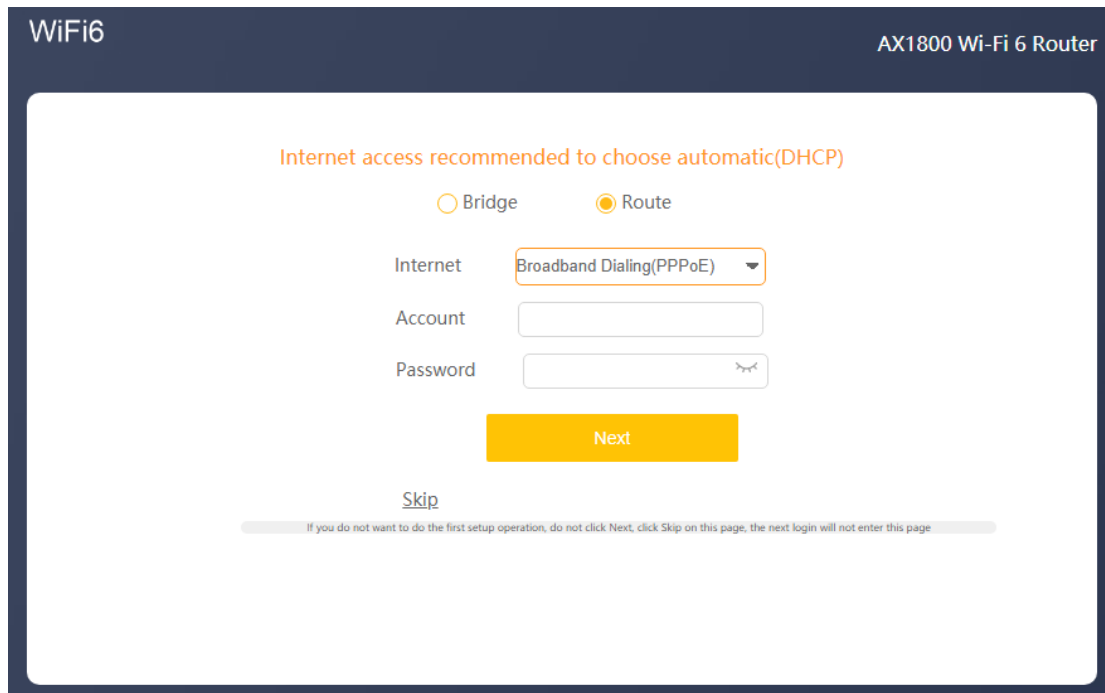 WiFi6
AX1800 Wi-Fi 6 Router
Internet access recommended to choose automatic(DHCP)
Bridge Route
Internet Broadband Dialing(PPPoE)
Account
Password
Next
Skip
If you do not want to do the first setup operation, do not click Next, click Skip on this page, the next login will not enter this page